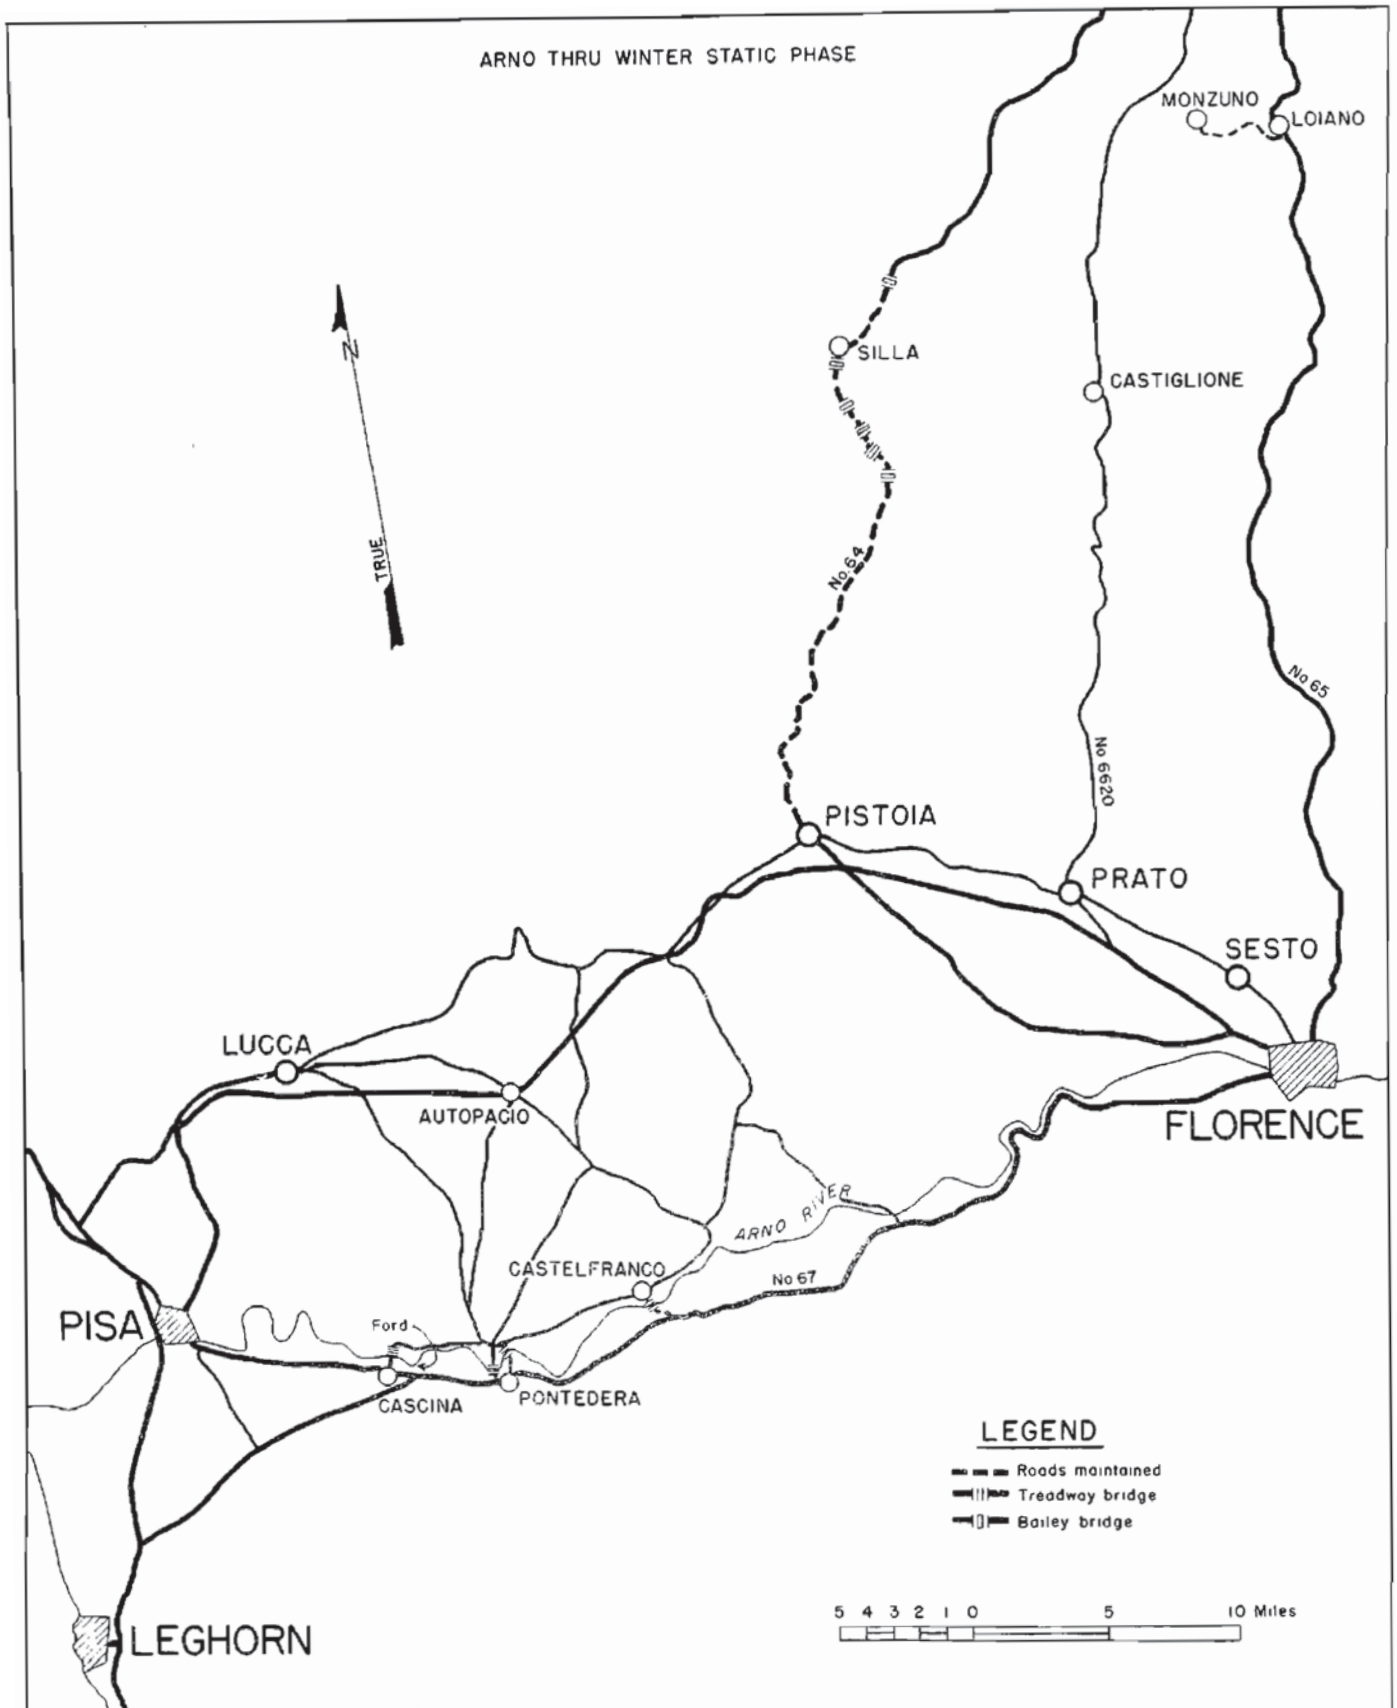 ARNO THRU WINTER STATIC PHASE
MONZUNO
LOIANO
N
TRUE
SILLA
CASTIGLIONE
No. 64
No 65
No 6620
PISTOIA
PRATO
SESTO
LUCCA
AUTOPACIO
FLORENCE
ARNO RIVER
CASTELFRANCO
No 67
PISA
Ford
CASCINA
PONTEDERA
LEGEND
Roads maintained
Treadway bridge
Bailey bridge
5 4 3 2 1 0 5 10 Miles
LEGHORN